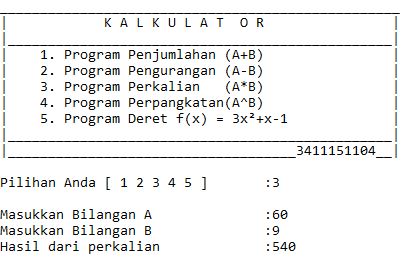 K A L K U L A T O R
1. Program Penjumlahan (A+B)
2. Program Pengurangan (A-B)
3. Program Perkalian (A*B)
4. Program Perpangkatan(A^B)
5. Program Deret f(x) = 3x²+x-1
3411151104
Pilihan Anda [ 1 2 3 4 5 ] :3
Masukkan Bilangan A :60
Masukkan Bilangan B :9
Hasil dari perkalian :540